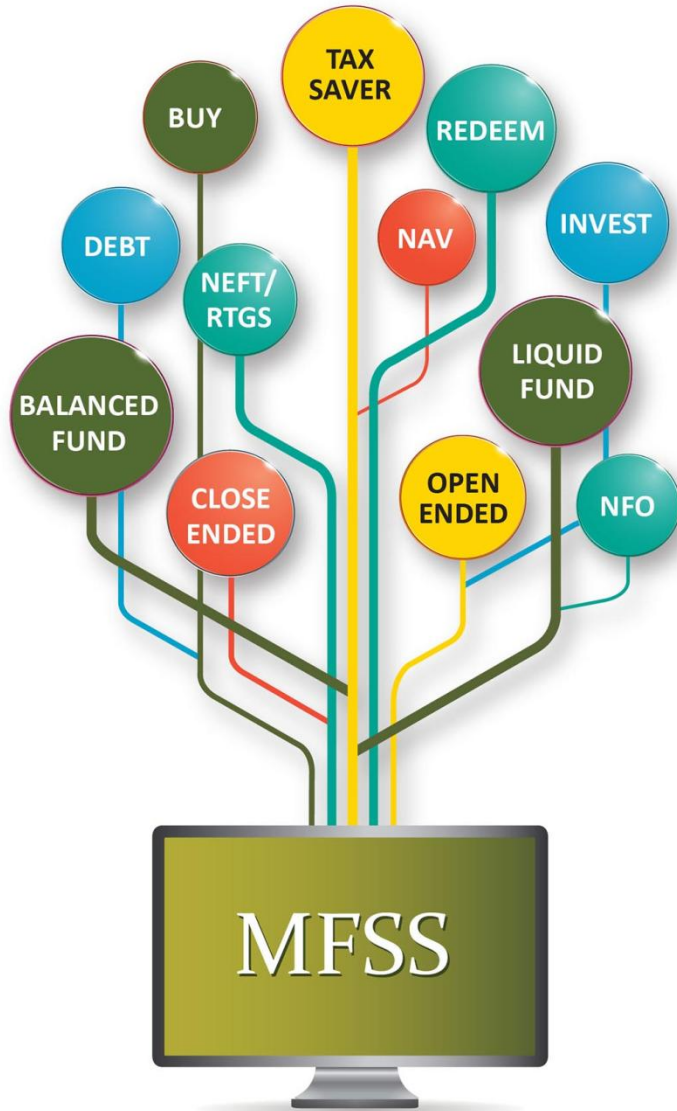 TAX
SAVER
BUY
REDEEM
DEBT
NAV
INVEST
NEFT/
RTGS
LIQUID
FUND
BALANCED
FUND
CLOSE
ENDED
OPEN
ENDED
NFO
MFSS